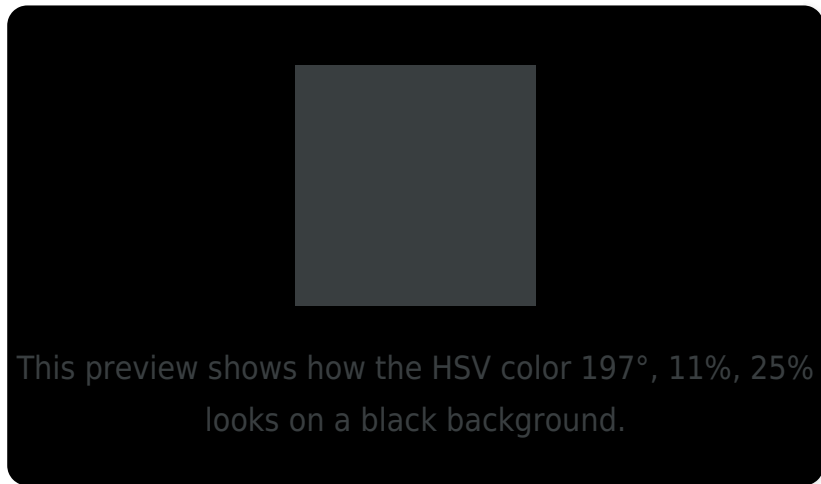 This preview shows how the HSV color 197°, 11%, 25%
looks on a black background.